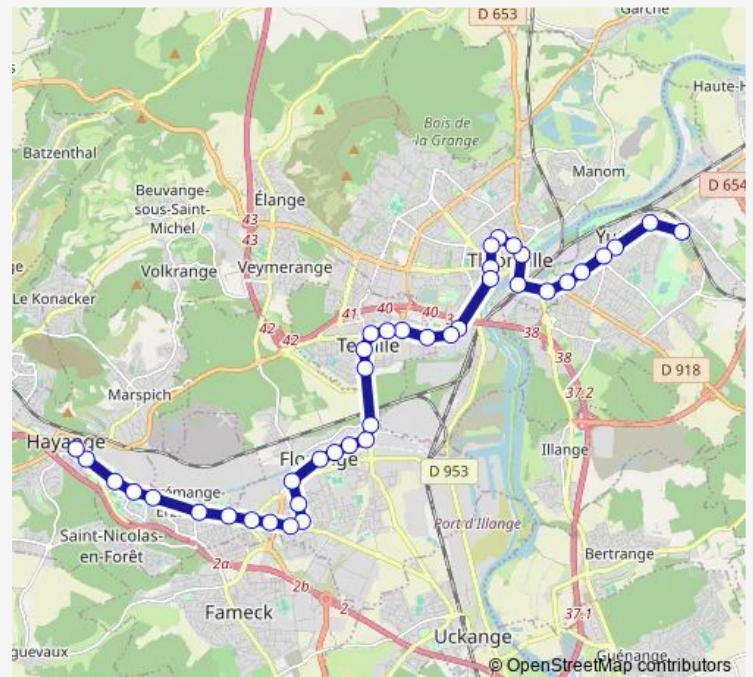 D 653
Garche
Haute-
Bois de
la Grange
Batzenthal
Manom
D 654
Beuvange-
sous-Saint-
Michel
Élange
43
43
Volkrange
Veymerange
Le Konacker
41
40
40
38
42
42
38
D 918
37.2
Marspich
Hayange
Illange
D 953
Saint-Nicolas-
en-Forêt
Port d'Illange
Bertrange
2a
2b
2
Fameck
37.1
Uckange
Guénange
© OpenStreetMap contributors